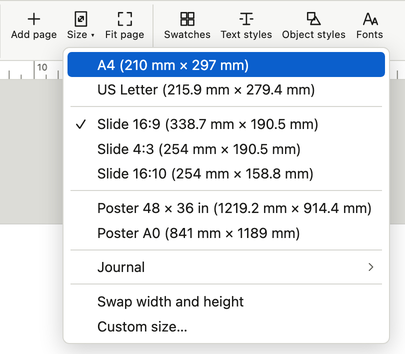 Add page Size Fit page Swatches Text styles Object styles Fonts
10
A4 (210 mm × 297 mm)
US Letter (215.9 mm × 279.4 mm)
✓ Slide 16:9 (338.7 mm × 190.5 mm)
Slide 4:3 (254 mm × 190.5 mm)
Slide 16:10 (254 mm × 158.8 mm)
Poster 48 × 36 in (1219.2 mm × 914.4 mm)
Poster A0 (841 mm × 1189 mm)
Journal
Swap width and height
Custom size...